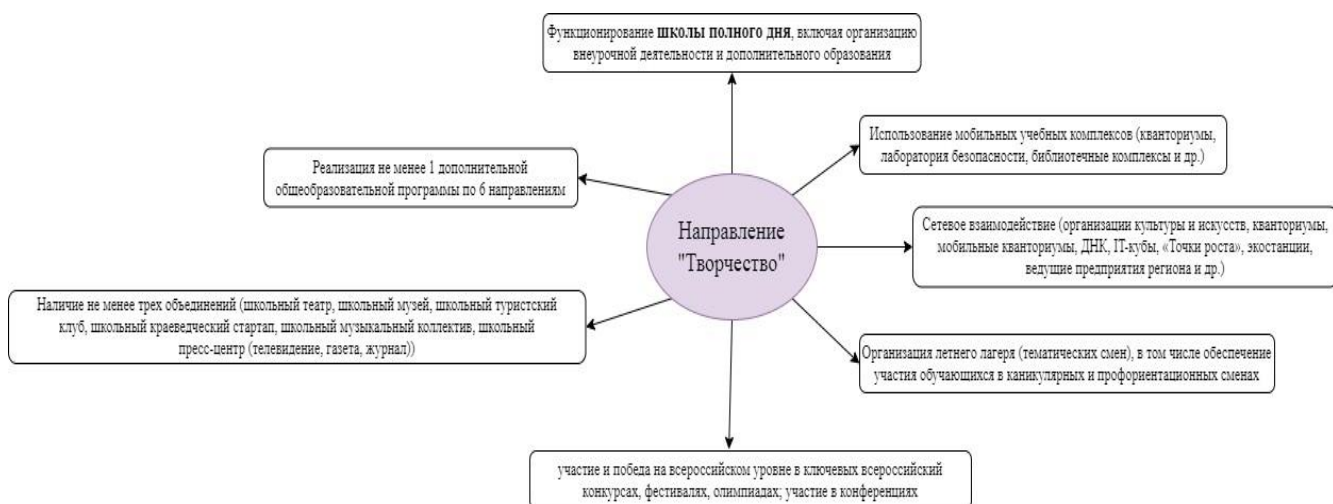 Функционирование школы полного дня, включая организацию
внеурочной деятельности и дополнительного образования
Использование мобильных учебных комплексов (кванториумы,
лаборатория безопасности, библиотечные комплексы и др.)
Реализация не менее 1 дополнительной
общеобразовательной программы по 6 направлениям
Направление
"Творчество"
Сетевое взаимодействие (организации культуры и искусств, кванториумы,
мобильные кванториумы, ДНК, IT-кубы, «Точки роста», экостанции,
ведущие предприятия региона и др.)
Наличие не менее трех объединений (школьный театр, школьный музей, школьный туристский
клуб, школьный краеведческий стартап, школьный музыкальный коллектив, школьный
пресс-центр (телевидение, газета, журнал))
Организация летнего лагеря (тематических смен), в том числе обеспечение
участия обучающихся в каникулярных и профориентационных сменах
участие и победа на всероссийском уровне в ключевых всероссийский
конкурсах, фестивалях, олимпиадах; участие в конференциях